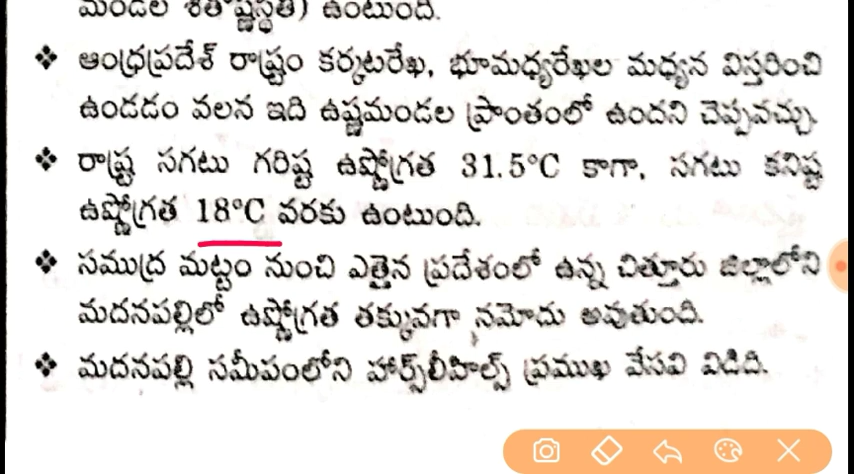 మండల శీతోష్ణస్థితి) ఉంటుంది.
❖ ఆంధ్రప్రదేశ్ రాష్ట్రం కర్కటరేఖ, భూమధ్యరేఖల మధ్యన విస్తరించి
ఉండడం వలన ఇది ఉష్ణమండల ప్రాంతంలో ఉందని చెప్పవచ్చు.
❖ రాష్ట్ర సగటు గరిష్ట ఉష్ణోగ్రత 31.5°C కాగా, సగటు కనిష్ట
ఉష్ణోగ్రత 18°C వరకు ఉంటుంది.
❖ సముద్ర మట్టం నుంచి ఎత్తైన ప్రదేశంలో ఉన్న చిత్తూరు జిల్లాలోని
మదనపల్లిలో ఉష్ణోగ్రత తక్కువగా నమోదు అవుతుంది.
❖ మదనపల్లి సమీపంలోని హార్స్‌లీహిల్స్ ప్రముఖ వేసవి విడిది.